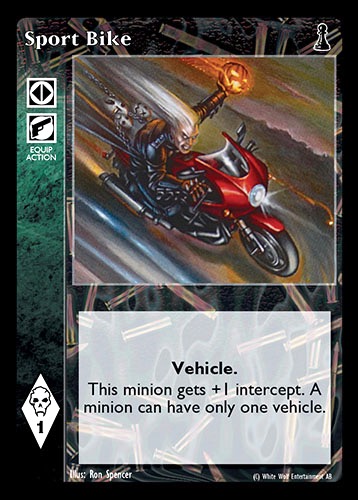 Sport Bike
EQUIP
ACTION
Vehicle.
This minion gets +1 intercept. A
minion can have only one vehicle.
1
Illus: Ron Spencer
(C) White Wolf Entertainment AB